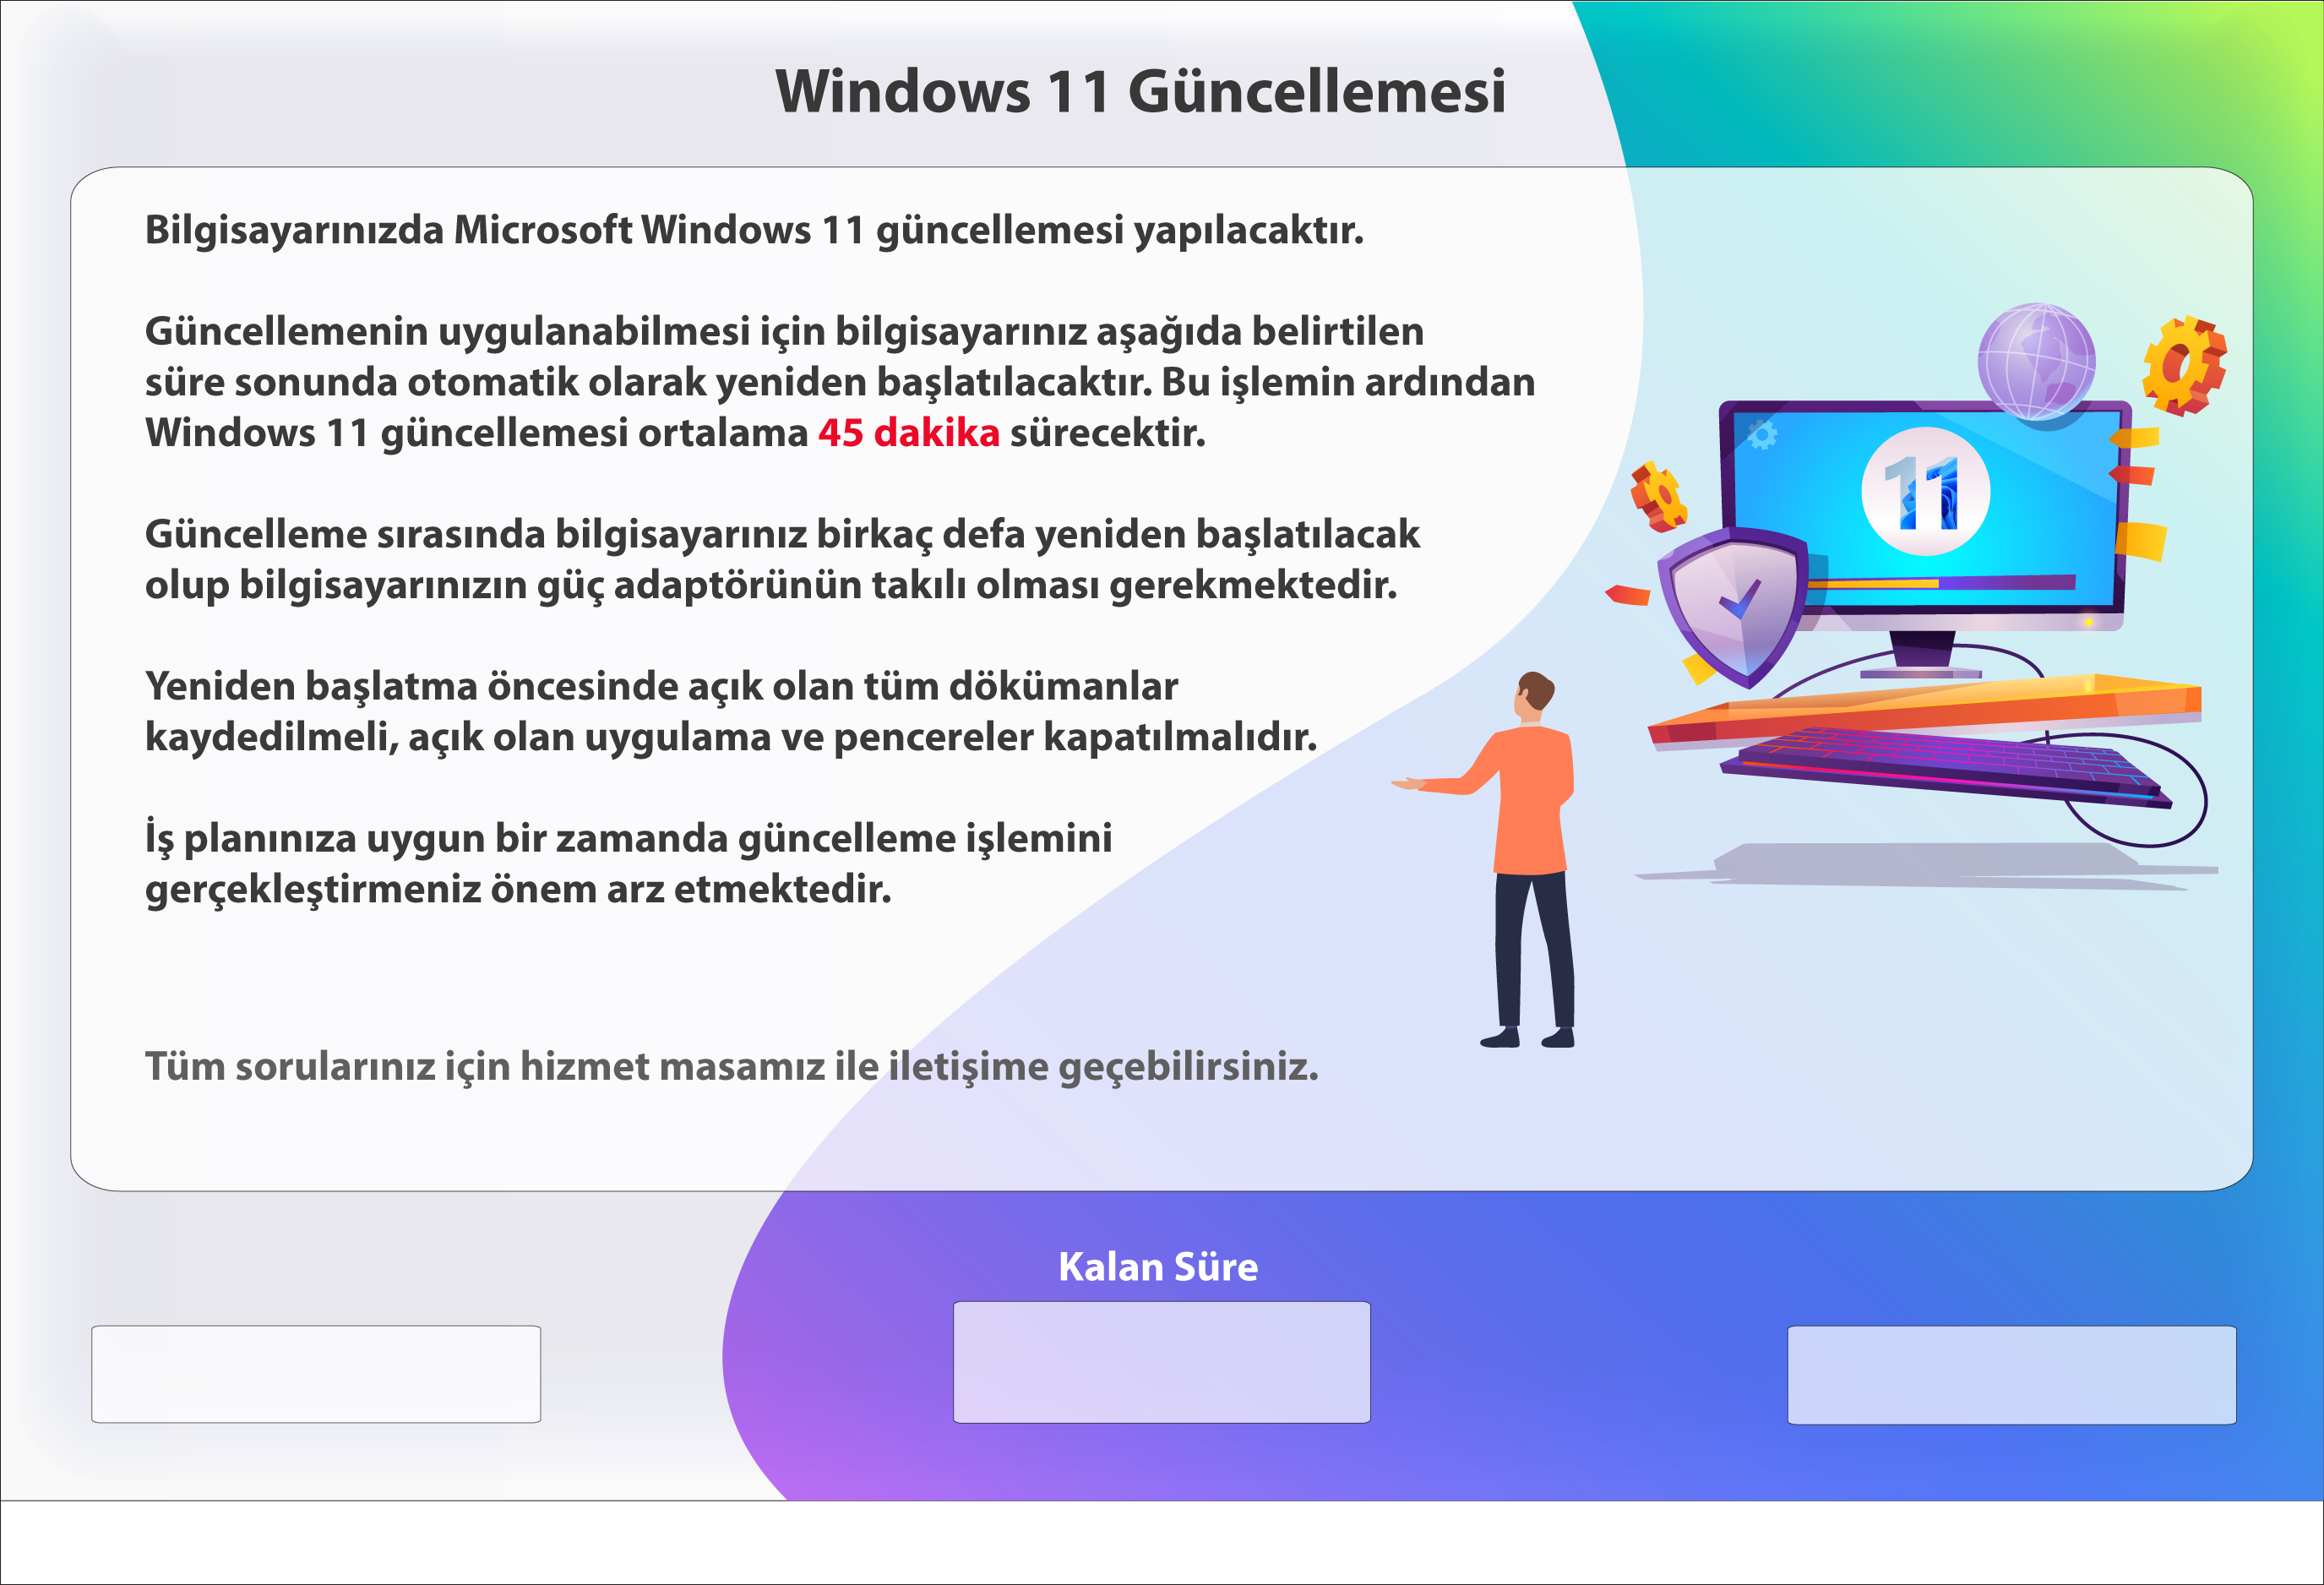 Windows 11 Güncellemesi
Bilgisayarınızda Microsoft Windows 11 güncellemesi yapılacaktır.
Güncellemenin uygulanabilmesi için bilgisayarınız aşağıda belirtilen
süre sonunda otomatik olarak yeniden başlatılacaktır. Bu işlemin ardından
Windows 11 güncellemesi ortalama 45 dakika sürecektir.
Güncelleme sırasında bilgisayarınız birkaç defa yeniden başlatılacak
olup bilgisayarınızın güç adaptörünün takılı olması gerekmektedir.
Yeniden başlatma öncesinde açık olan tüm dökümanlar
kaydedilmeli, açık olan uygulama ve pencereler kapatılmalıdır.
İş planınıza uygun bir zamanda güncelleme işlemini
gerçekleştirmeniz önem arz etmektedir.
11
Tüm sorularınız için hizmet masamız ile iletişime geçebilirsiniz.
Kalan Süre